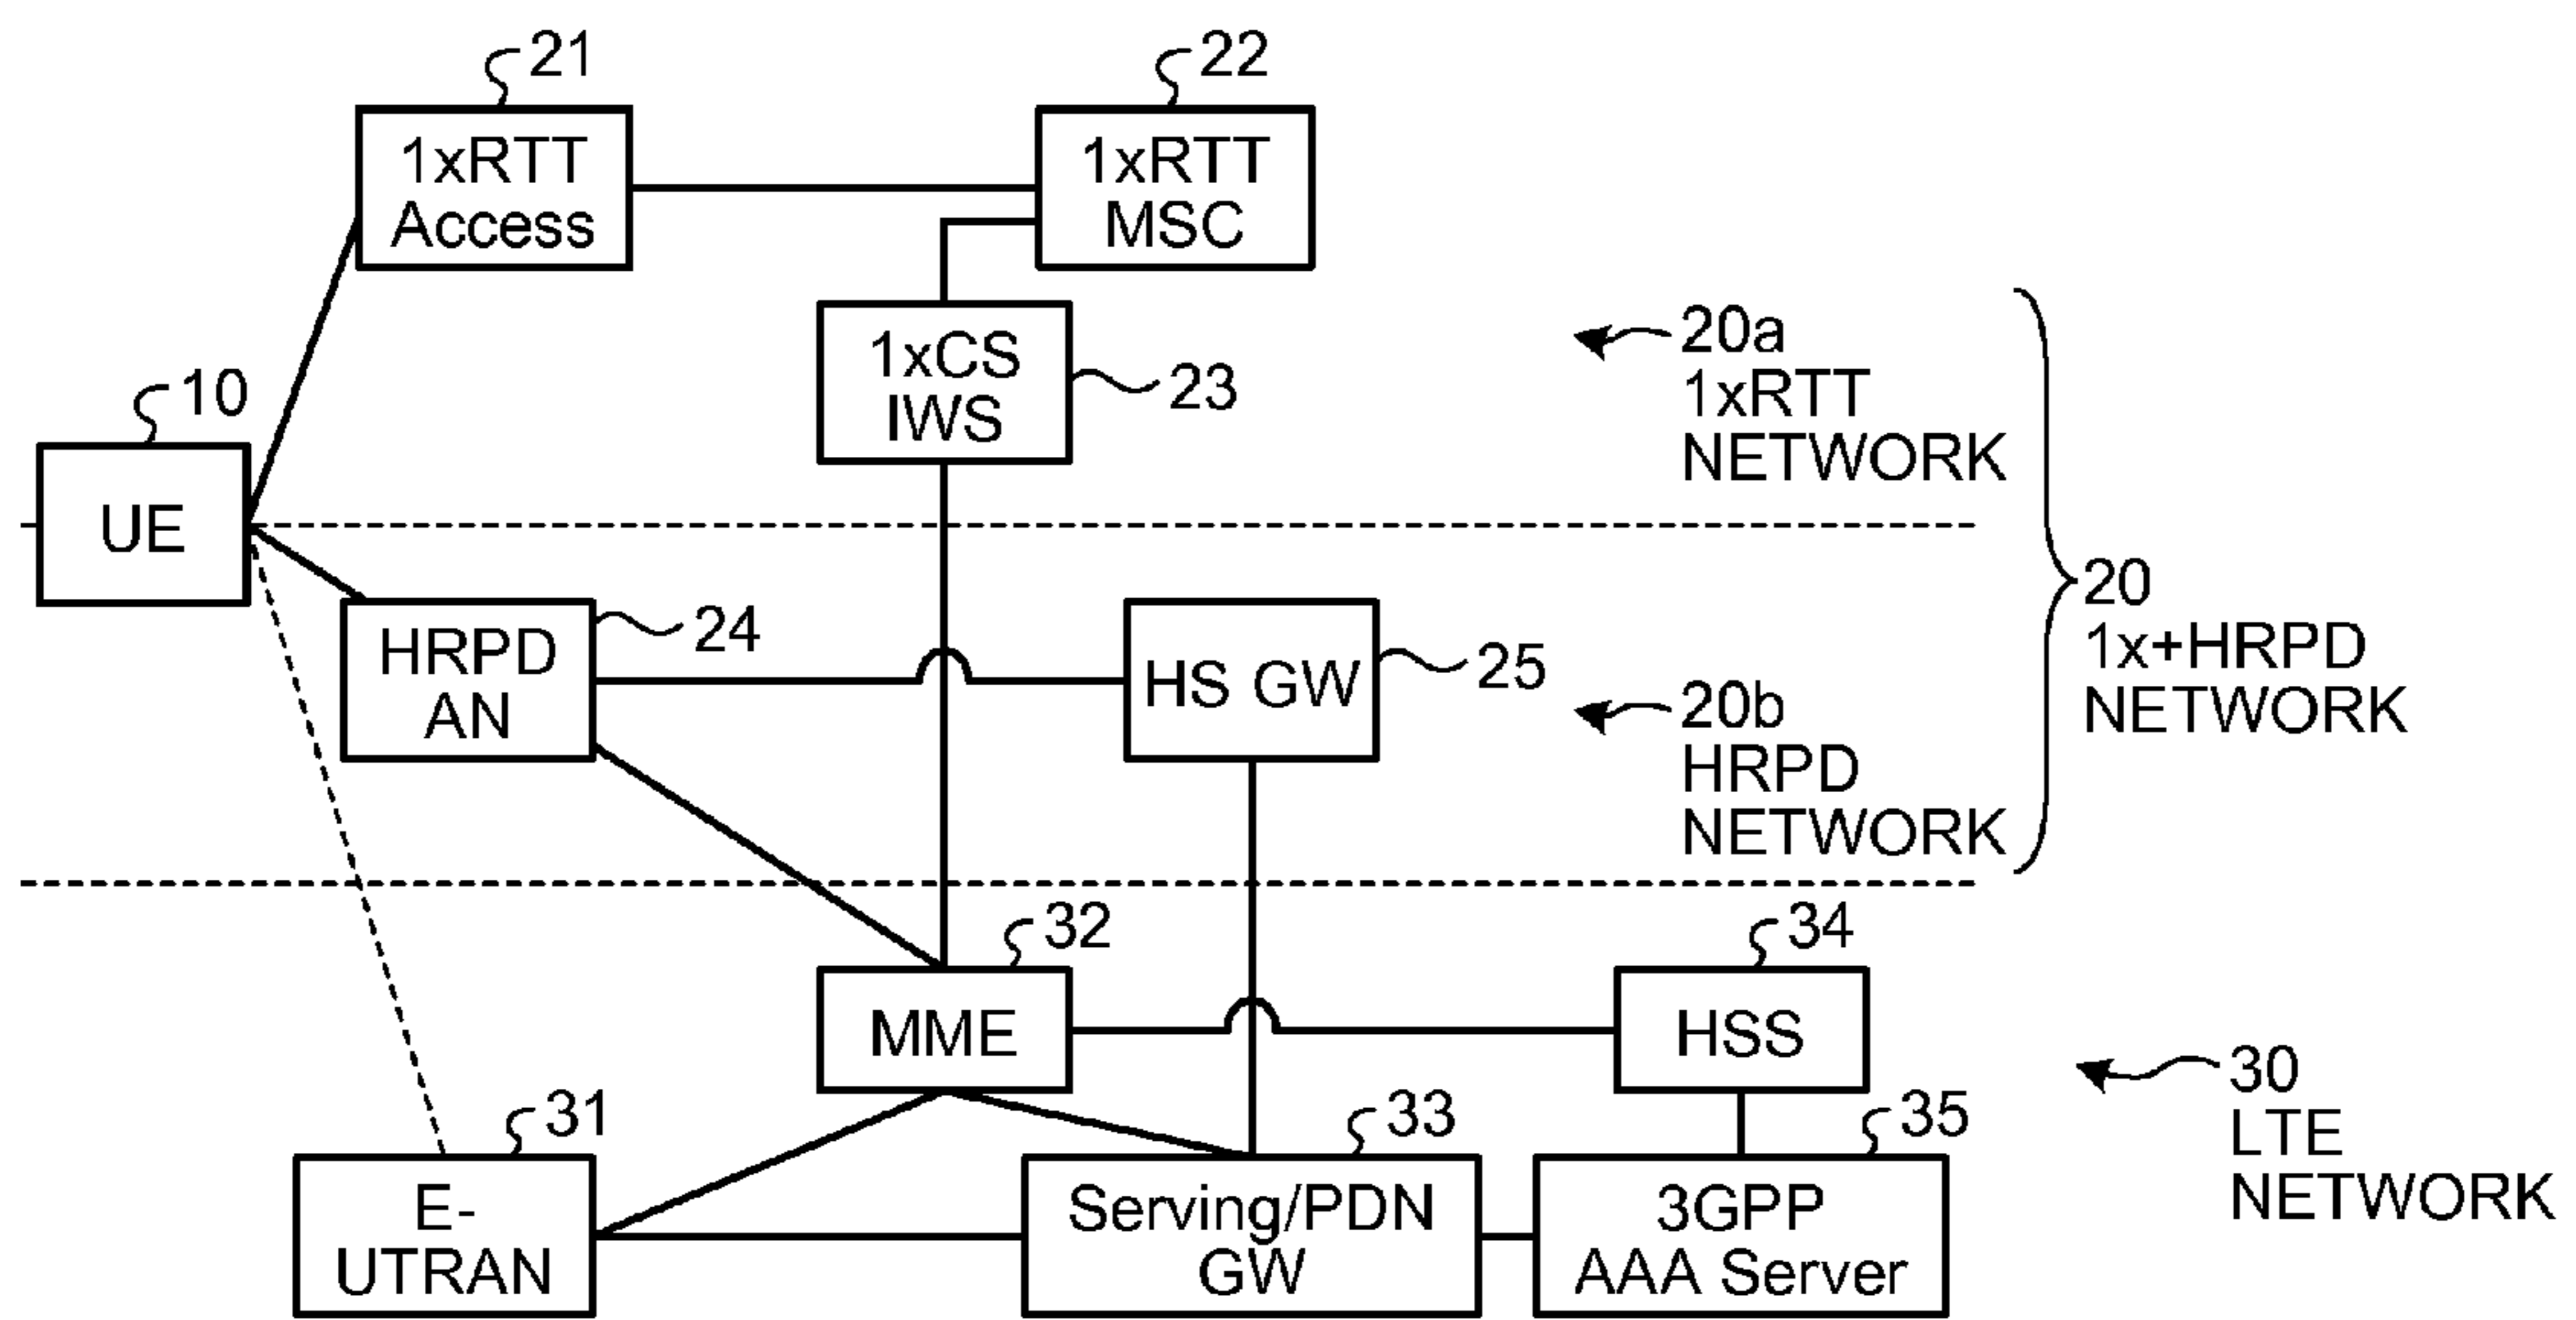 21
22
1xRTT
Access
1xRTT
MSC
1xCS
IWS
23
20a
1xRTT
NETWORK
10
UE
20
1x+HRPD
NETWORK
24
HRPD
AN
HS GW
25
20b
HRPD
NETWORK
32
34
MME
HSS
30
LTE
NETWORK
31
33
35
E-
UTRAN
Serving/PDN
GW
3GPP
AAA Server